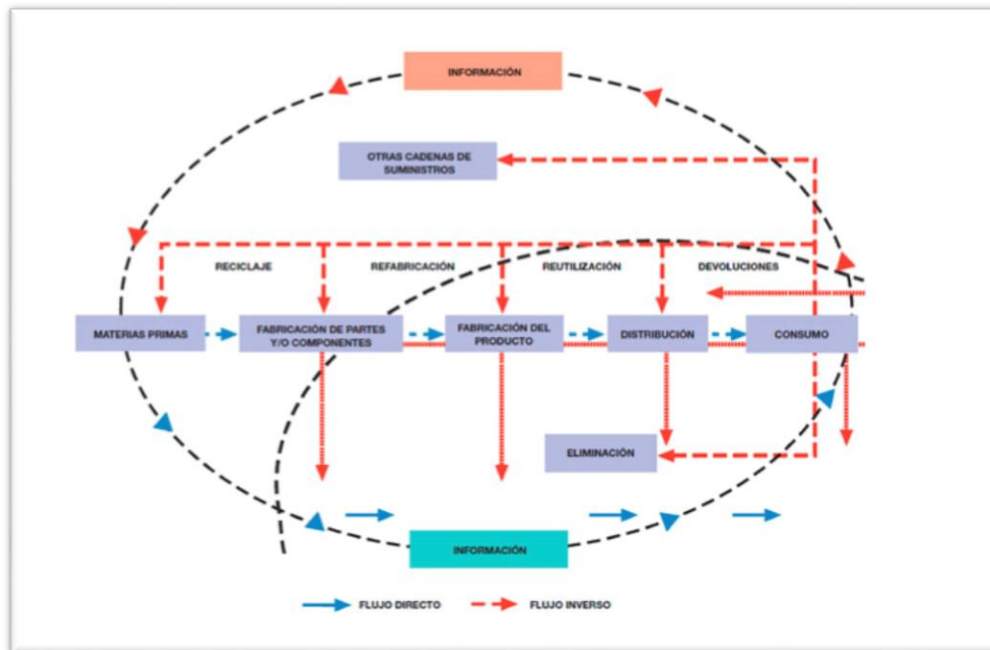 INFORMACIÓN
OTRAS CADENAS DE
SUMINISTROS
RECICLAJE
REFABRICACIÓN
REUTILIZACIÓN
DEVOLUCIONES
MATERIAS PRIMAS
FABRICACIÓN DE PARTES
Y/O COMPONENTES
FABRICACIÓN DEL
PRODUCTO
DISTRIBUCIÓN
CONSUMO
ELIMINACIÓN
INFORMACIÓN
FLUJO DIRECTO
FLUJO INVERSO